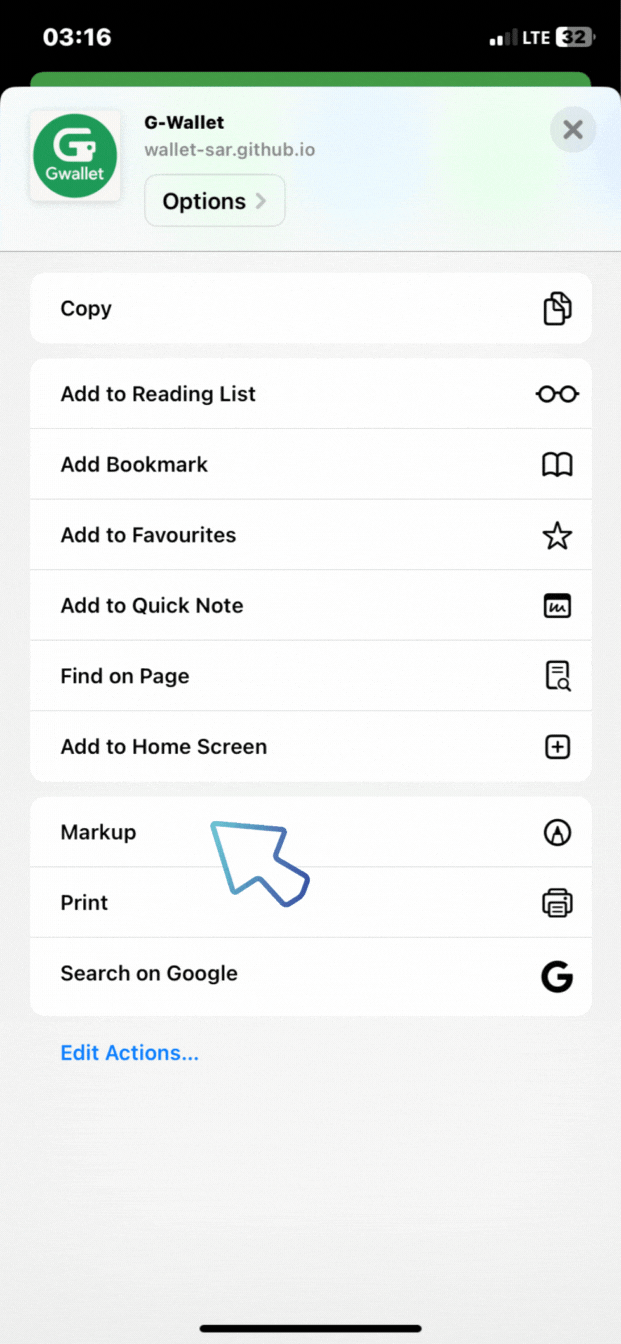 03:16
LTE 32
G-Wallet
wallet-sar.github.io
Gwallet
Options
Copy
Add to Reading List
Add Bookmark
Add to Favourites
Add to Quick Note
Find on Page
Add to Home Screen
Markup
Print
Search on Google
Edit Actions...